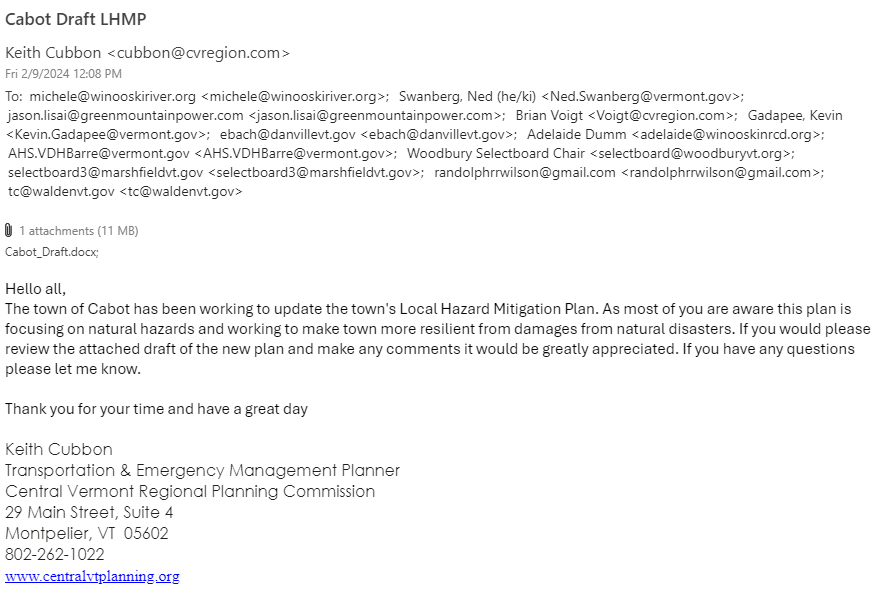 Cabot Draft LHMP
Keith Cubbon <cubbon@cvregion.com>
Fri 2/9/2024 12:08 PM
To: michele@winooskiriver.org <michele@winooskiriver.org>; Swanberg, Ned (he/ki) <Ned.Swanberg@vermont.gov>;
jason.lisai@greenmountainpower.com <jason.lisai@greenmountainpower.com>; Brian Voigt <Voigt@cvregion.com>; Gadapee, Kevin
<Kevin.Gadapee@vermont.gov>; ebach@danvillevt.gov <ebach@danvillevt.gov>; Adelaide Dumm <adelaide@winooskinrcd.org>;
AHS.VDHBarre@vermont.gov <AHS.VDHBarre@vermont.gov>; Woodbury Selectboard Chair <selectboard@woodburyvt.org>;
selectboard3@marshfieldvt.gov <selectboard3@marshfieldvt.gov>; randolphrrwilson@gmail.com <randolphrrwilson@gmail.com>;
tc@waldenvt.gov <tc@waldenvt.gov>
1 attachments (11 MB)
Cabot_Draft.docx;
Hello all,
The town of Cabot has been working to update the town's Local Hazard Mitigation Plan. As most of you are aware this plan is
focusing on natural hazards and working to make town more resilient from damages from natural disasters. If you would please
review the attached draft of the new plan and make any comments it would be greatly appreciated. If you have any questions
please let me know.
Thank you for your time and have a great day
Keith Cubbon
Transportation & Emergency Management Planner
Central Vermont Regional Planning Commission
29 Main Street, Suite 4
Montpelier, VT 05602
802-262-1022
www.centralvtplanning.org